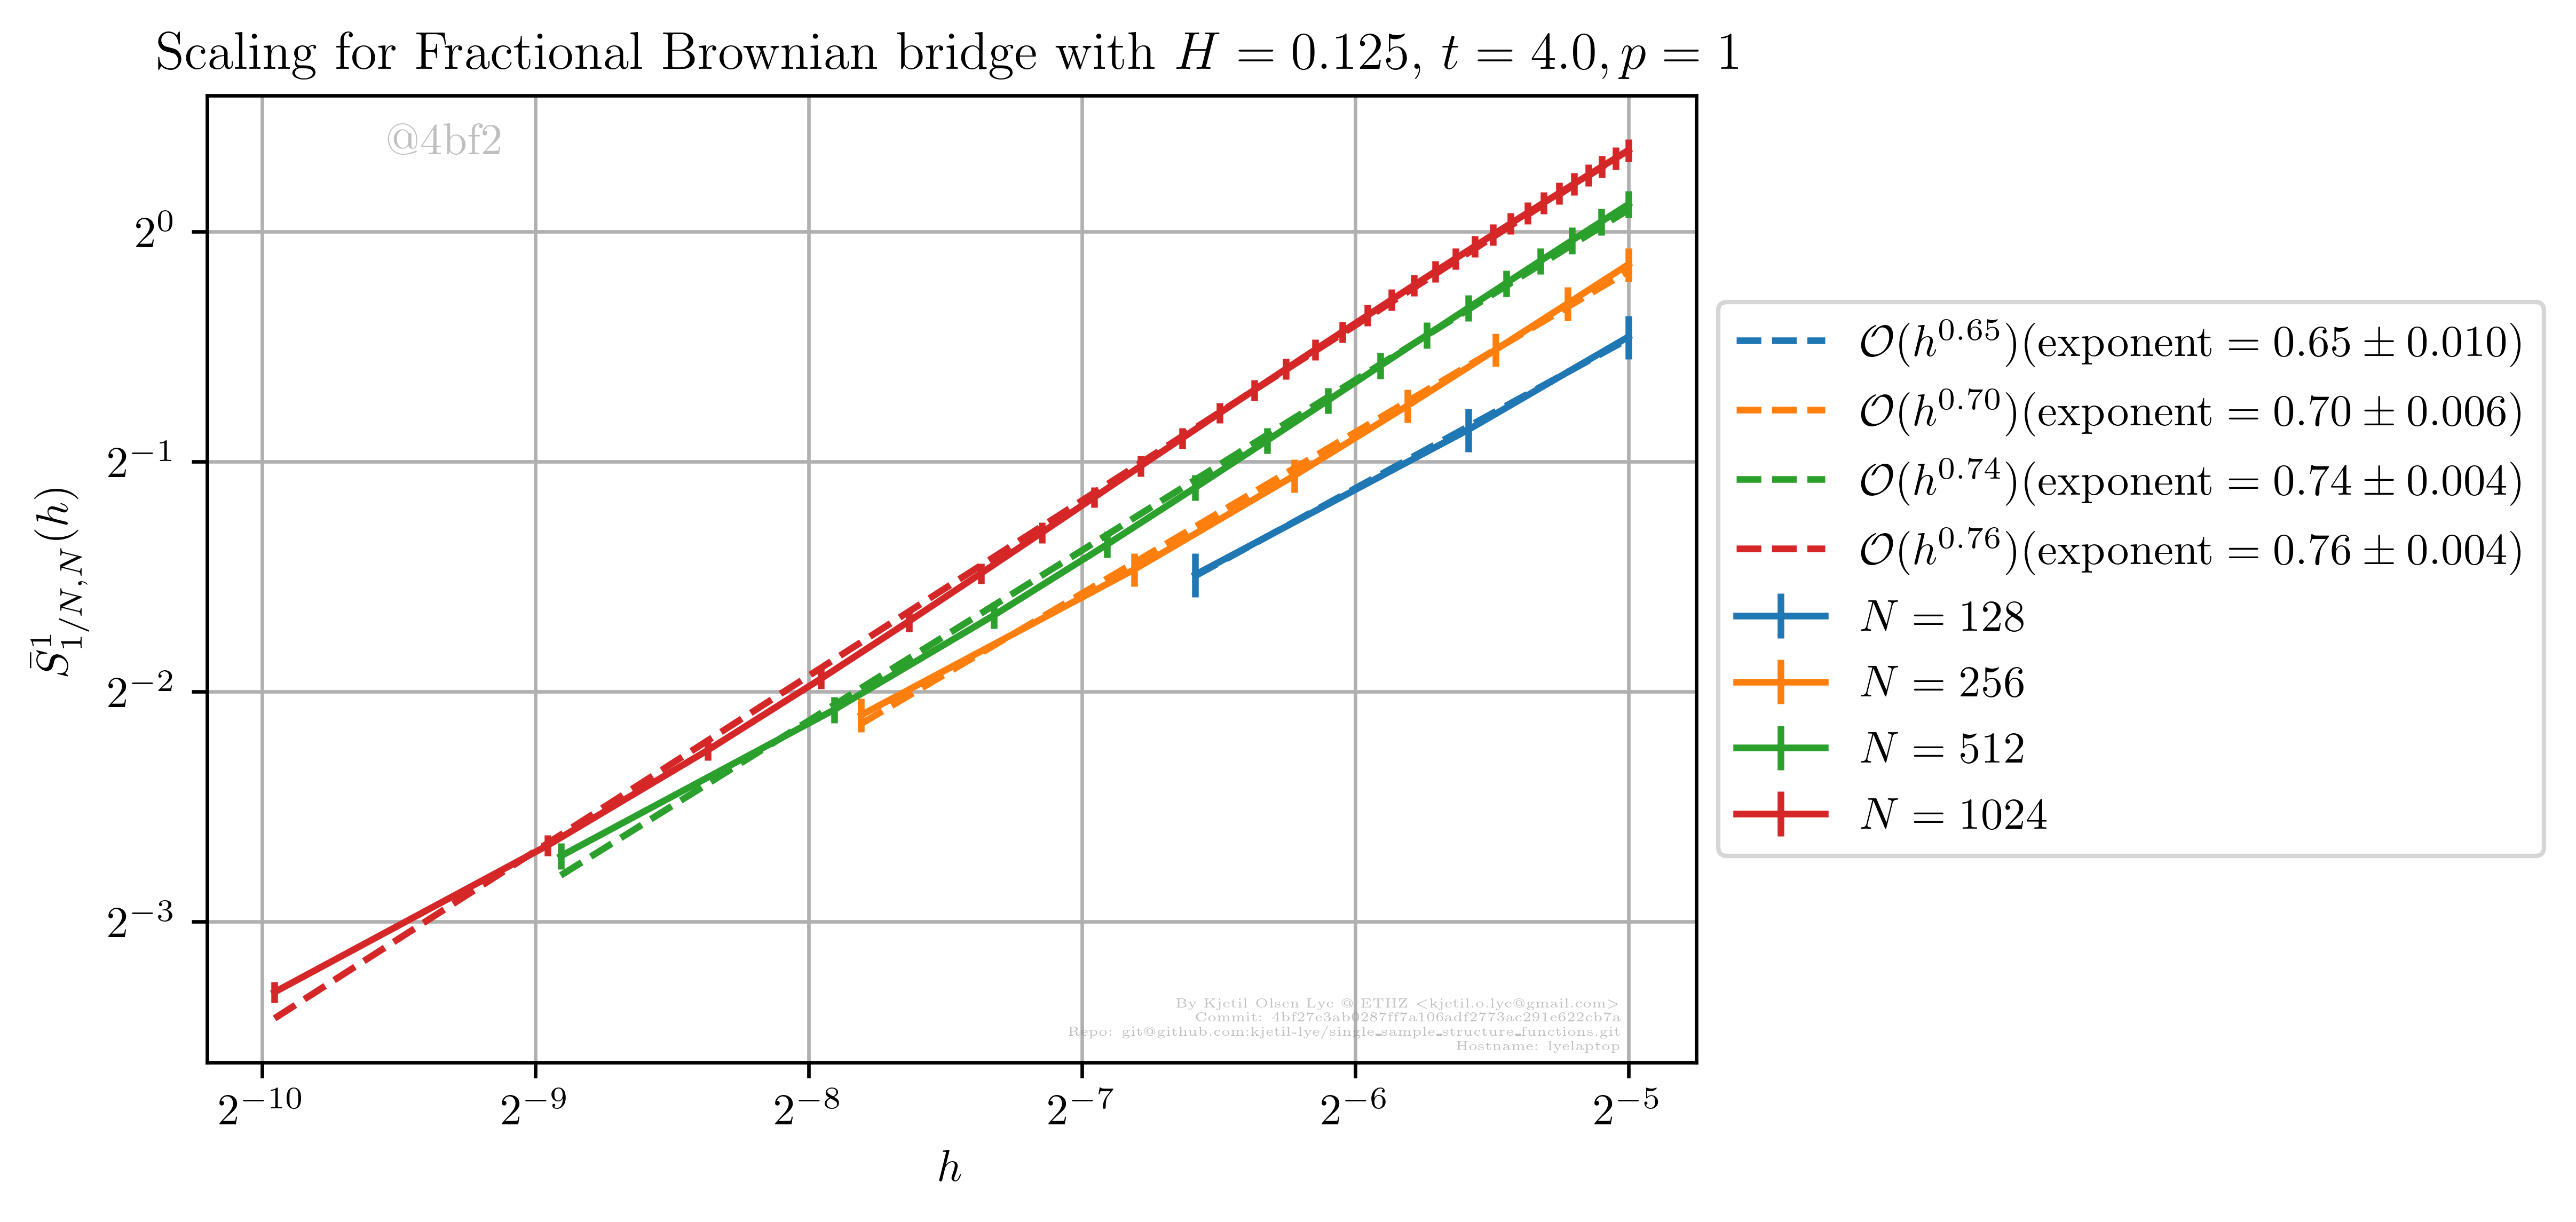 Scaling for Fractional Brownian bridge with H = 0.125, t = 4.0, p = 1
@4bf2
2^0
2^{-1}
2^{-2}
2^{-3}
S̄^1_{1/N,N}(h)
2^{-10}
2^{-9}
2^{-8}
2^{-7}
2^{-6}
2^{-5}
h
By Kjetil Olsen Lye @ ETHZ <kjetil.o.lye@gmail.com>
Commit: 4bf27e3ab0287ff7a106adf2773ac291e622cb7a
Repo: git@github.com:kjetil-lye/single_sample_structure_functions.git
Hostname: lyelaptop
𝒪(h^{0.65})(exponent = 0.65 ± 0.010)
𝒪(h^{0.70})(exponent = 0.70 ± 0.006)
𝒪(h^{0.74})(exponent = 0.74 ± 0.004)
𝒪(h^{0.76})(exponent = 0.76 ± 0.004)
N = 128
N = 256
N = 512
N = 1024